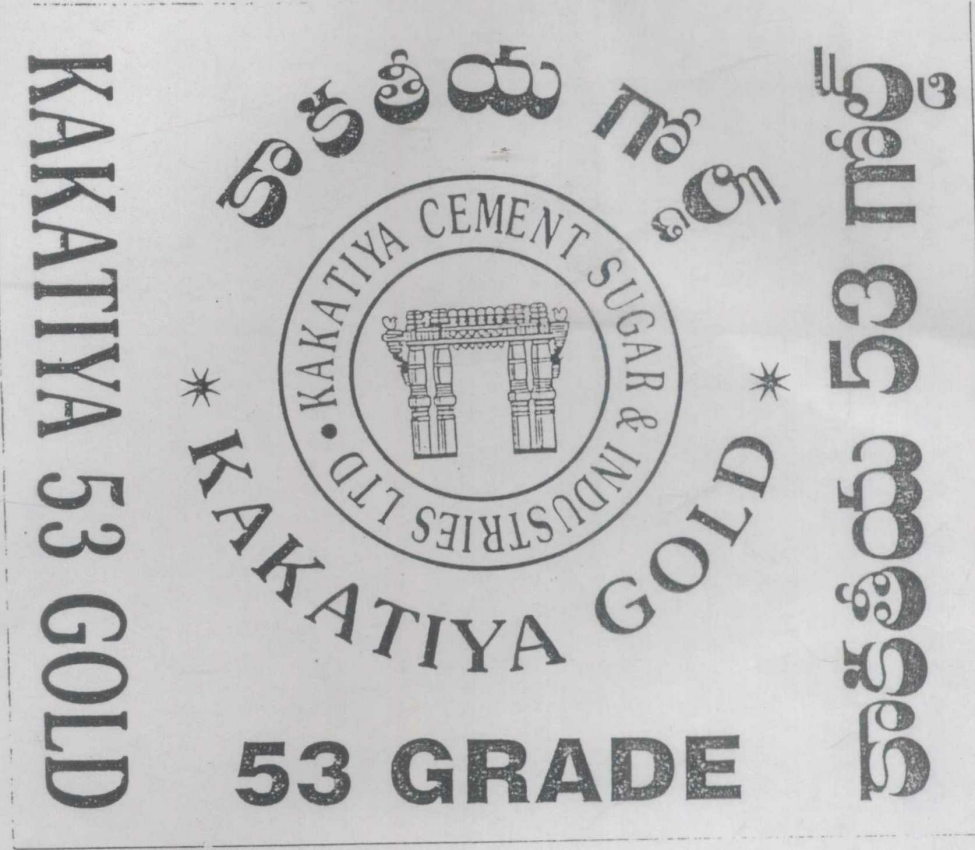 KAKATIYA 53 GOLD
కాకతీయ గోల్డ్
KAKATIYA CEMENT SUGAR & INDUSTRIES LTD •
KAKATIYA GOLD
53 GRADE
కాకతీయ 53 గోల్డ్